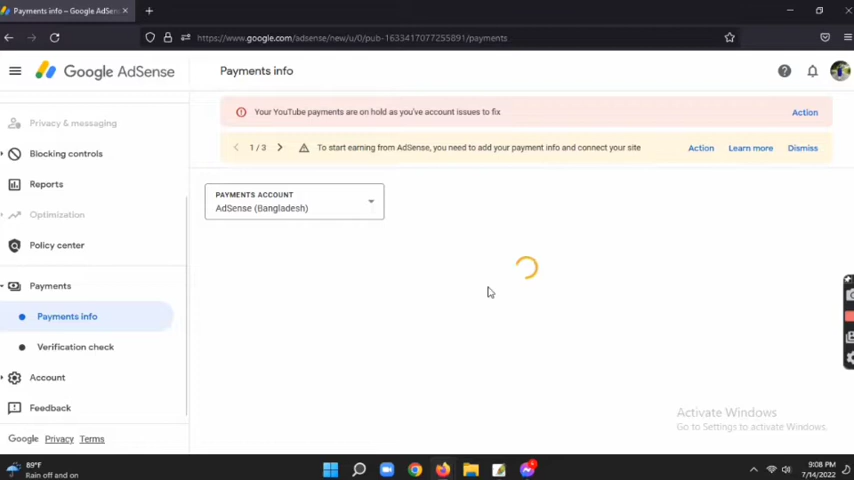 Payments info – Google AdSen
https://www.google.com/adsense/new/u/0/pub-1633417077255891/payments
Google AdSense
Payments info
Privacy & messaging
Blocking controls
Reports
Optimization
Policy center
Payments
Payments info
Verification check
Account
Feedback
Google Privacy Terms
Your YouTube payments are on hold as you've account issues to fix
Action
1 / 3
To start earning from AdSense, you need to add your payment info and connect your site
Action
Learn more
Dismiss
PAYMENTS ACCOUNT
AdSense (Bangladesh)
Activate Windows
Go to Settings to activate Windows.
89°F
Rain off and on
9:08 PM
7/14/2022